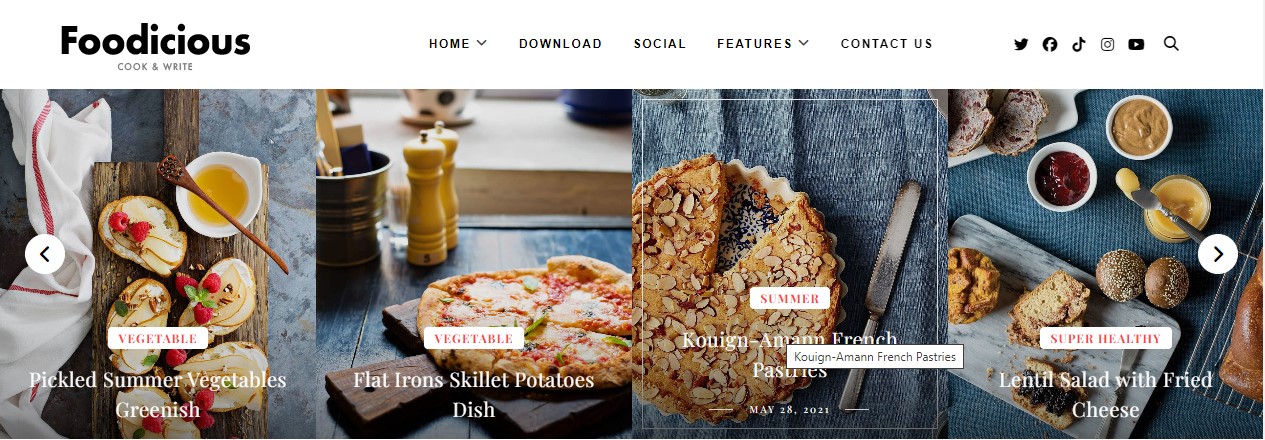 Foodicious
COOK & WRITE
HOME DOWNLOAD SOCIAL FEATURES CONTACT US
VEGETABLE
Pickled Summer Vegetables
Greenish
VEGETABLE
Flat Irons Skillet Potatoes
Dish
SUMMER
Kouign-Amann French
Pastries
Kouign-Amann French Pastries
MAY 28, 2021
SUPER HEALTHY
Lentil Salad with Fried
Cheese